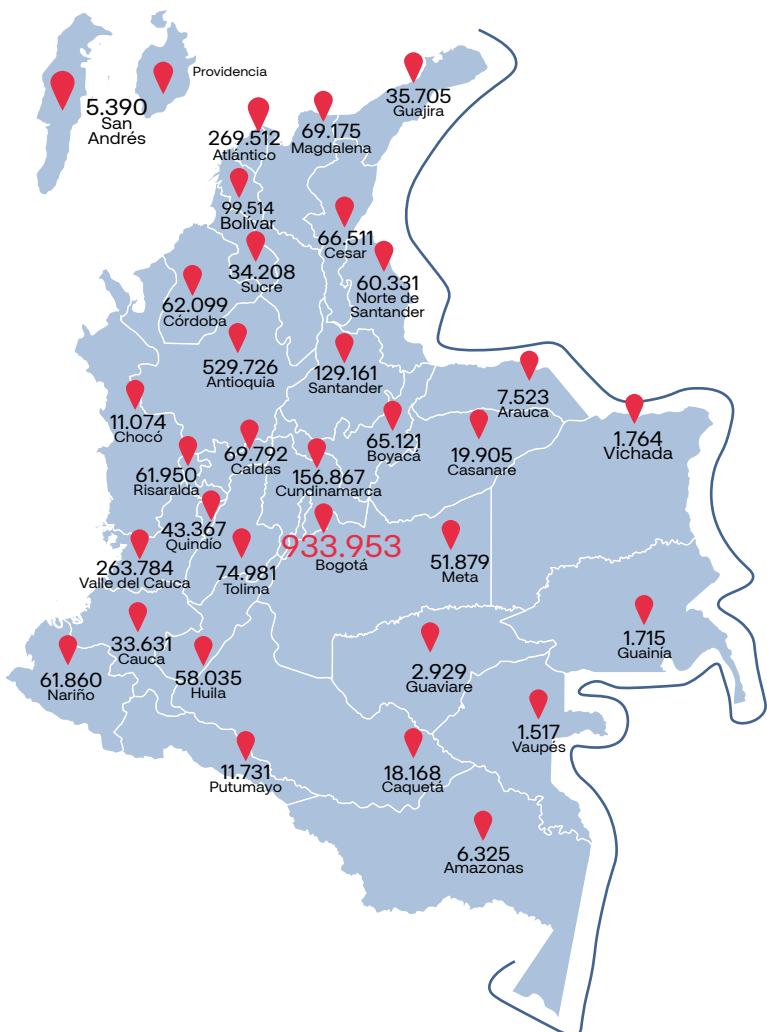 Providencia
5.390
San
Andrés
35.705
Guajira
269.512
Atlántico
69.175
Magdalena
99.514
Bolívar
66.511
Cesar
34.208
Sucre
60.331
Norte de
Santander
62.099
Córdoba
529.726
Antioquia
129.161
Santander
7.523
Arauca
11.074
Chocó
65.121
Boyacá
19.905
Casanare
1.764
Vichada
69.792
Caldas
61.950
Risaralda
156.867
Cundinamarca
43.367
Quindío
933.953
Bogotá
51.879
Meta
263.784
Valle del Cauca
74.981
Tolima
33.631
Cauca
1.715
Guainía
61.860
Nariño
58.035
Huila
2.929
Guaviare
1.517
Vaupés
11.731
Putumayo
18.168
Caquetá
6.325
Amazonas